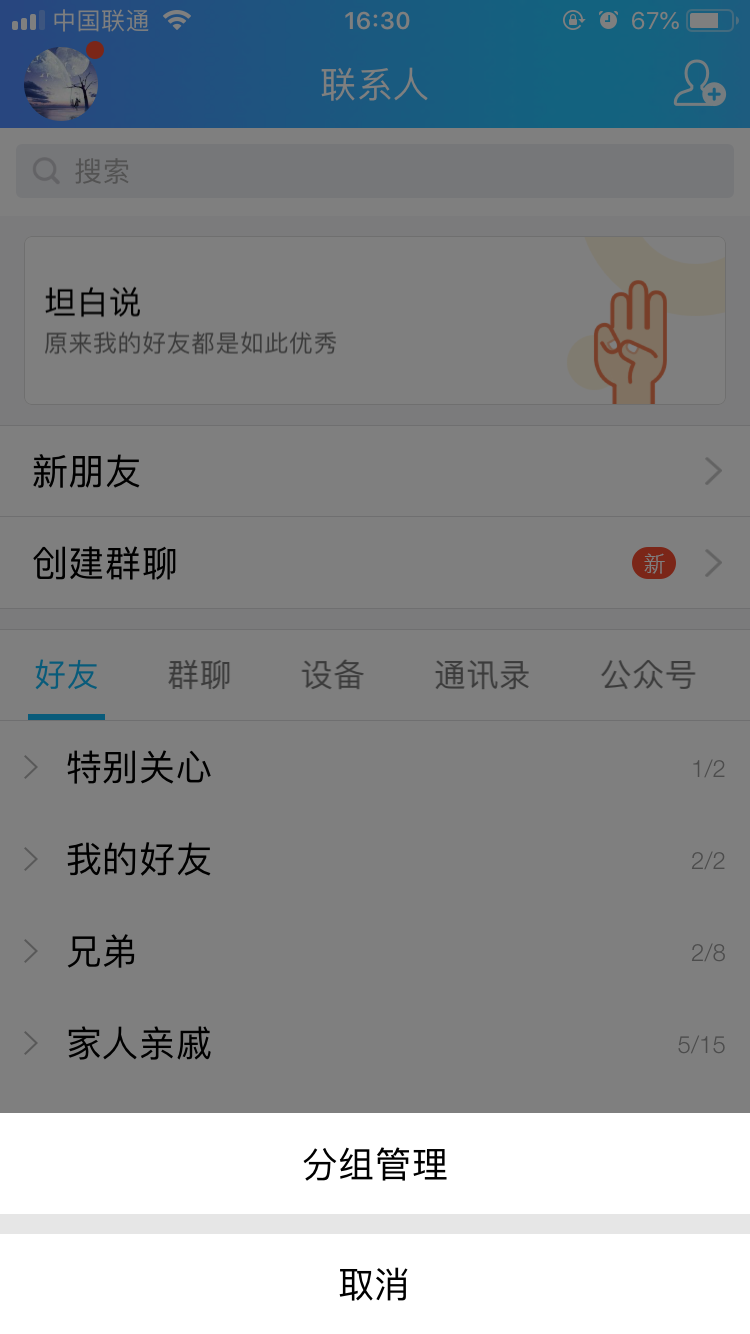 中国联通 16:30 67%
联系人
搜索
坦白说
原来我的好友都是如此优秀
新朋友
创建群聊 新
好友 群聊 设备 通讯录 公众号
特别关心 1/2
我的好友 2/2
兄弟 2/8
家人亲戚 5/15
分组管理
取消